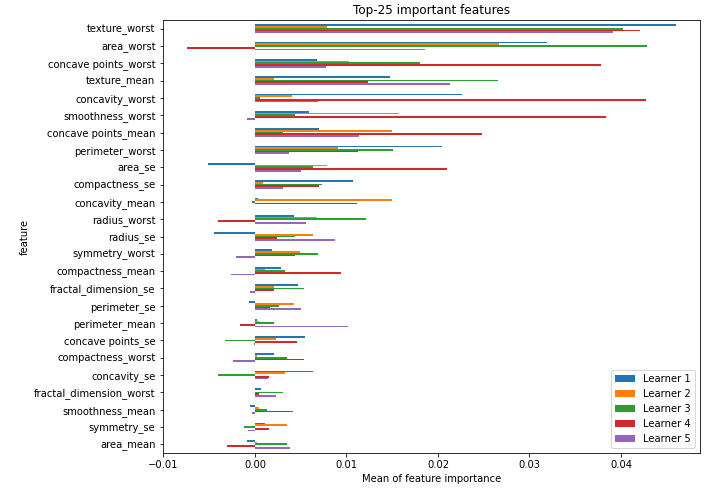 Top-25 important features
texture_worst
area_worst
concave points_worst
texture_mean
concavity_worst
smoothness_worst
concave points_mean
perimeter_worst
area_se
compactness_se
concavity_mean
radius_worst
radius_se
symmetry_worst
compactness_mean
fractal_dimension_se
perimeter_se
perimeter_mean
concave points_se
compactness_worst
concavity_se
fractal_dimension_worst
smoothness_mean
symmetry_se
area_mean
feature
Learner 1
Learner 2
Learner 3
Learner 4
Learner 5
−0.01 0.00 0.01 0.02 0.03 0.04
Mean of feature importance